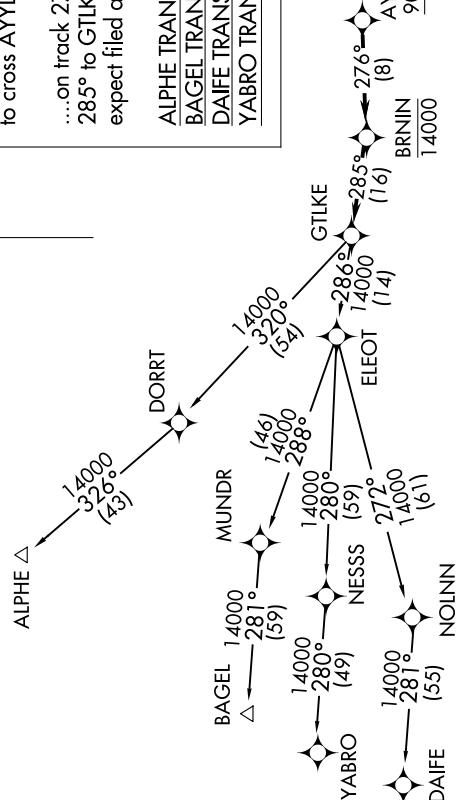 to cross AYYL
....on track 2
285° to GTLK
expect filed a
ALPHE TRAN
BAGEL TRAN
DAIFE TRANS
YABRO TRA
276°
(8)
BRNIN
14000
285°
(16)
GTLKE
286°
14000
(14)
ELEOT
14000
320°
(54)
DORRT
14000
326°
(43)
ALPHE
(46)
14000
288°
MUNDR
14000
281°
(59)
BAGEL
14000
280°
(59)
NESSS
14000
280°
(49)
YABRO
272°
14000
(61)
NOLNN
14000
281°
(55)
DAIFE